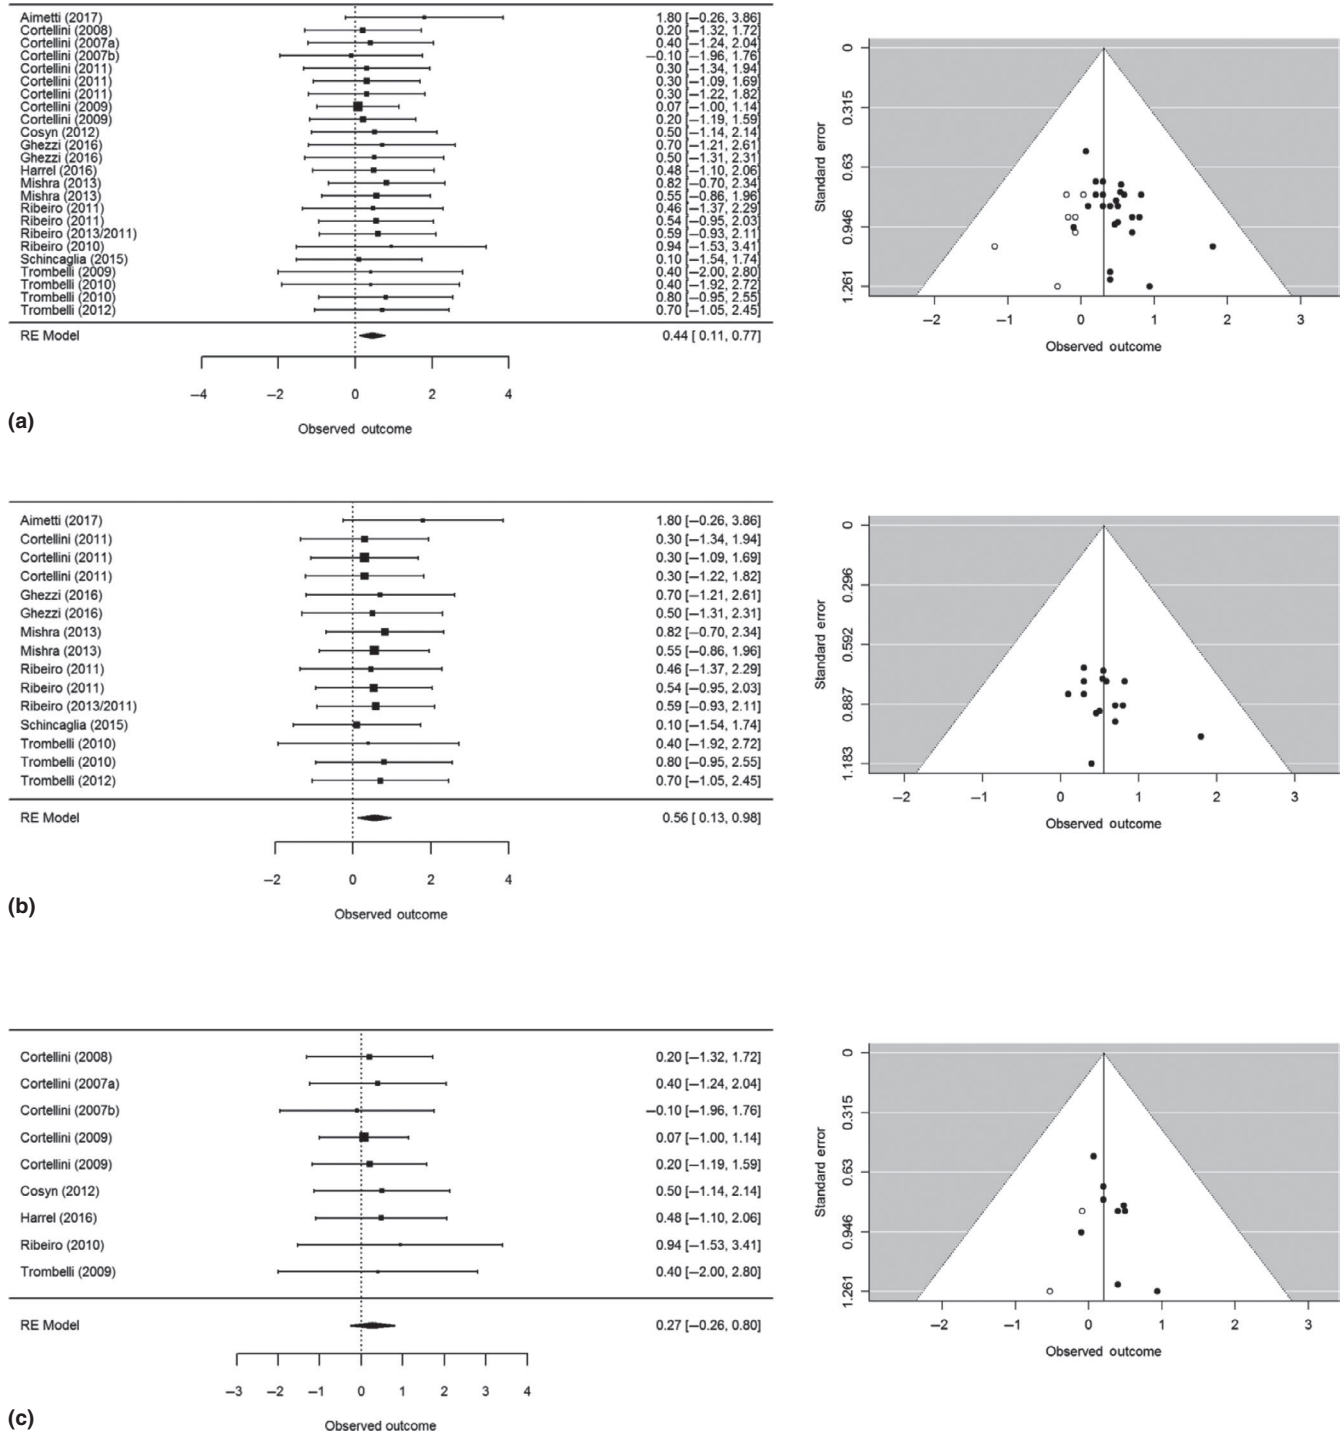 Aimetti (2017) 1.80 [−0.26, 3.86]
Cortellini (2008) 0.20 [−1.32, 1.72]
Cortellini (2007a) 0.40 [−1.24, 2.04]
Cortellini (2007b) −0.10 [−1.96, 1.76]
Cortellini (2011) 0.30 [−1.34, 1.94]
Cortellini (2011) 0.30 [−1.09, 1.69]
Cortellini (2011) 0.30 [−1.22, 1.82]
Cortellini (2009) 0.07 [−1.00, 1.14]
Cortellini (2009) 0.20 [−1.19, 1.59]
Cosyn (2012) 0.50 [−1.14, 2.14]
Ghezzi (2016) 0.70 [−1.21, 2.61]
Ghezzi (2016) 0.50 [−1.31, 2.31]
Harrel (2016) 0.48 [−1.10, 2.06]
Mishra (2013) 0.82 [−0.70, 2.34]
Mishra (2013) 0.55 [−0.86, 1.96]
Ribeiro (2011) 0.46 [−1.37, 2.29]
Ribeiro (2011) 0.54 [−0.95, 2.03]
Ribeiro (2013/2011) 0.59 [−0.93, 2.11]
Ribeiro (2010) 0.94 [−1.53, 3.41]
Schincaglia (2015) 0.10 [−1.54, 1.74]
Trombelli (2009) 0.40 [−2.00, 2.80]
Trombelli (2010) 0.40 [−1.92, 2.72]
Trombelli (2010) 0.80 [−0.95, 2.55]
Trombelli (2012) 0.70 [−1.05, 2.45]
RE Model 0.44 [ 0.11, 0.77]
−4 −2 0 2 4
Observed outcome
Standard error
0
0.315
0.63
0.946
1.261
−2 −1 0 1 2 3
Observed outcome
(a)
Aimetti (2017) 1.80 [−0.26, 3.86]
Cortellini (2011) 0.30 [−1.34, 1.94]
Cortellini (2011) 0.30 [−1.09, 1.69]
Cortellini (2011) 0.30 [−1.22, 1.82]
Ghezzi (2016) 0.70 [−1.21, 2.61]
Ghezzi (2016) 0.50 [−1.31, 2.31]
Mishra (2013) 0.82 [−0.70, 2.34]
Mishra (2013) 0.55 [−0.86, 1.96]
Ribeiro (2011) 0.46 [−1.37, 2.29]
Ribeiro (2011) 0.54 [−0.95, 2.03]
Ribeiro (2013/2011) 0.59 [−0.93, 2.11]
Schincaglia (2015) 0.10 [−1.54, 1.74]
Trombelli (2010) 0.40 [−1.92, 2.72]
Trombelli (2010) 0.80 [−0.95, 2.55]
Trombelli (2012) 0.70 [−1.05, 2.45]
RE Model 0.56 [ 0.13, 0.98]
−2 0 2 4
Observed outcome
Standard error
0
0.296
0.592
0.887
1.183
−2 −1 0 1 2 3
Observed outcome
(b)
Cortellini (2008) 0.20 [−1.32, 1.72]
Cortellini (2007a) 0.40 [−1.24, 2.04]
Cortellini (2007b) −0.10 [−1.96, 1.76]
Cortellini (2009) 0.07 [−1.00, 1.14]
Cortellini (2009) 0.20 [−1.19, 1.59]
Cosyn (2012) 0.50 [−1.14, 2.14]
Harrel (2016) 0.48 [−1.10, 2.06]
Ribeiro (2010) 0.94 [−1.53, 3.41]
Trombelli (2009) 0.40 [−2.00, 2.80]
RE Model 0.27 [−0.26, 0.80]
−3 −2 −1 0 1 2 3 4
Observed outcome
Standard error
0
0.315
0.63
0.946
1.261
−2 −1 0 1 2 3
Observed outcome
(c)